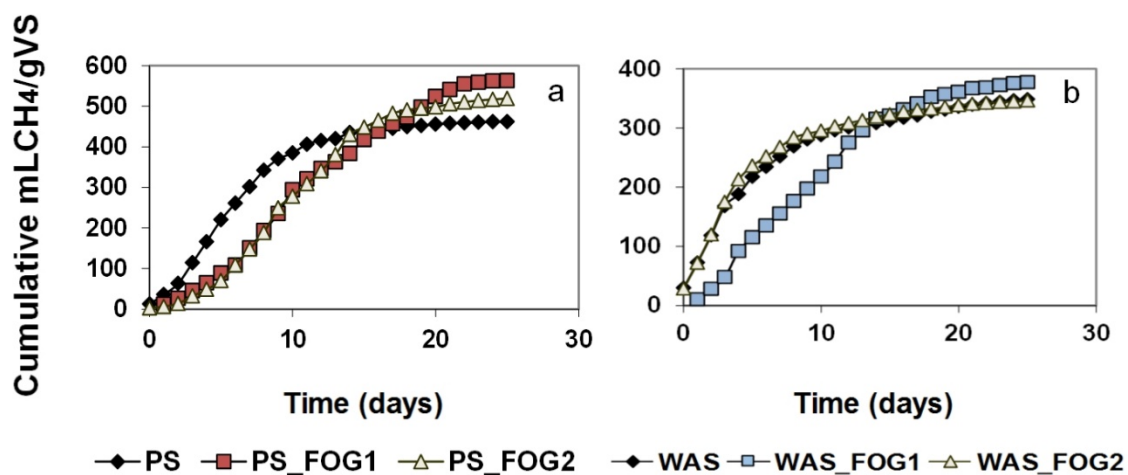 Cumulative mLCH4/gVS
600
500
400
300
200
100
0
0 10 20 30
a
Time (days)
PS PS_FOG1 PS_FOG2
400
300
200
100
0
0 10 20 30
b
Time (days)
WAS WAS_FOG1 WAS_FOG2